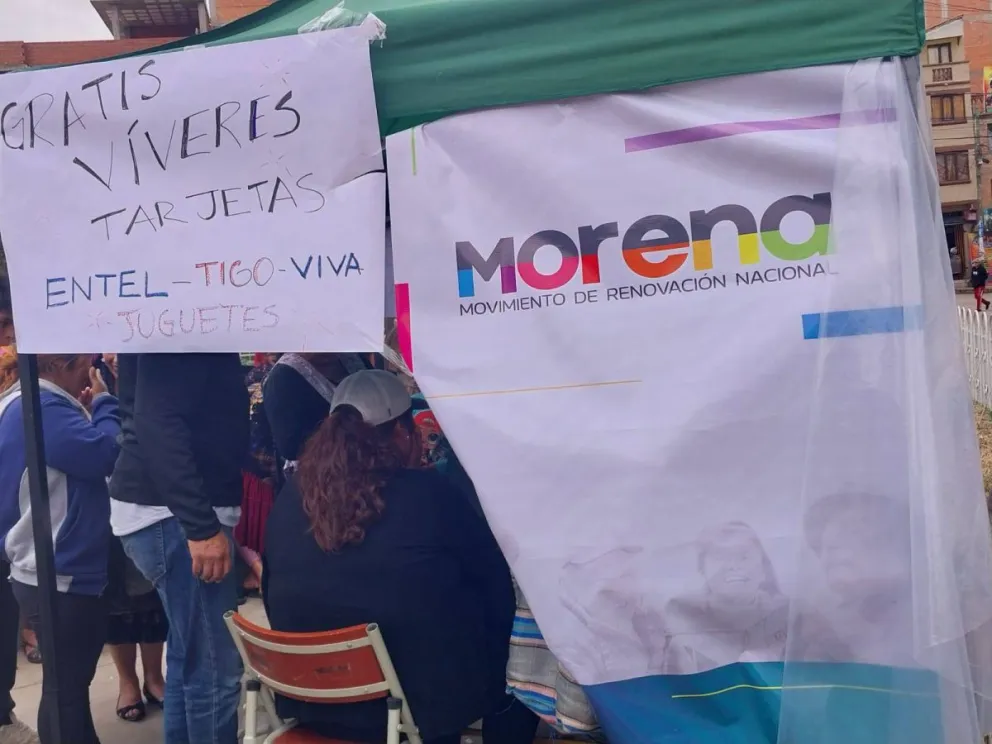 GRATIS
VÍVERES
TARJETAS
ENTEL-TIGO-VIVA
JUGUETES
morena
MOVIMIENTO DE RENOVACIÓN NACIONAL